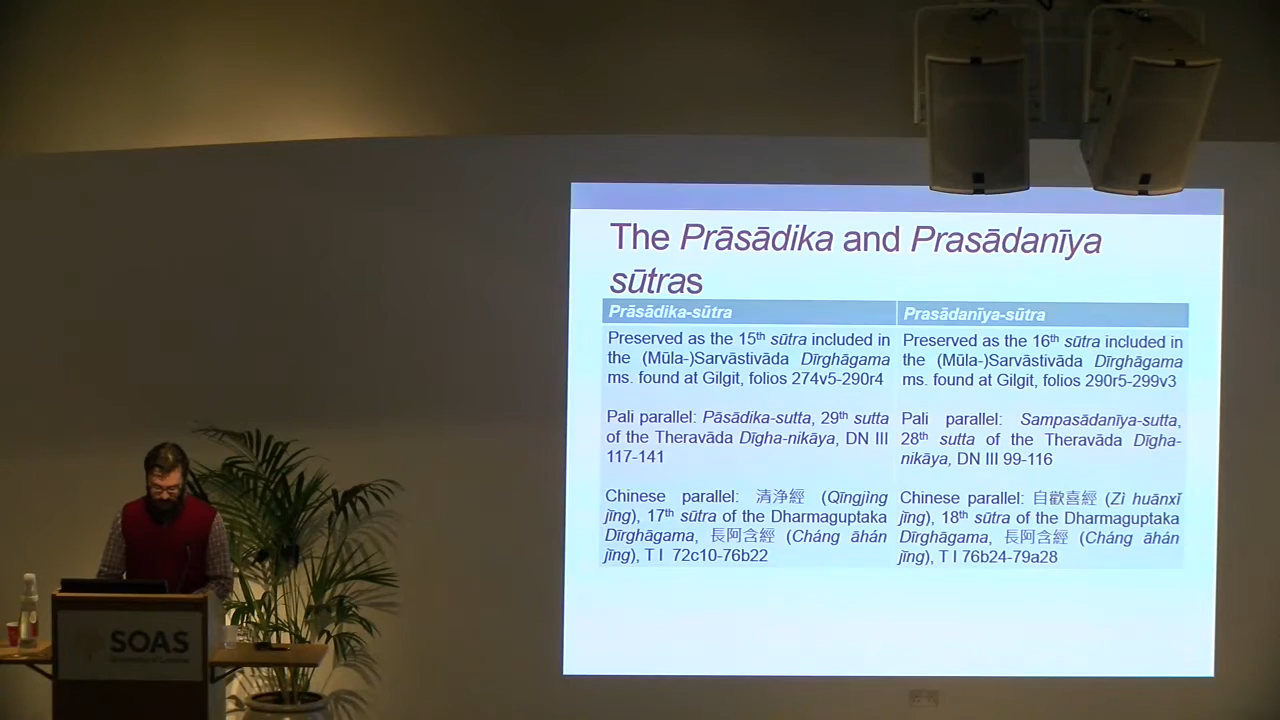 The Prāsādika and Prasādanīya
sūtras
Prāsādika-sūtra
Preserved as the 15th sūtra included in
the (Mūla-)Sarvāstivāda Dīrghāgama
ms. found at Gilgit, folios 274v5-290r4
Pali parallel: Pāsādika-sutta, 29th sutta
of the Theravāda Dīgha-nikāya, DN III
117-141
Chinese parallel: 清浄經 (Qīngjìng
jīng), 17th sūtra of the Dharmaguptaka
Dīrghāgama, 長阿含經 (Cháng āhán
jīng), T I 72c10-76b22
Prasādanīya-sūtra
Preserved as the 16th sūtra included in
the (Mūla-)Sarvāstivāda Dīrghāgama
ms. found at Gilgit, folios 290r5-299v3
Pali parallel: Sampasādanīya-sutta,
28th sutta of the Theravāda Dīgha-
nikāya, DN III 99-116
Chinese parallel: 自歡喜經 (Zì huānxǐ
jīng), 18th sūtra of the Dharmaguptaka
Dīrghāgama, 長阿含經 (Cháng āhán
jīng), T I 76b24-79a28
SOAS
University of London